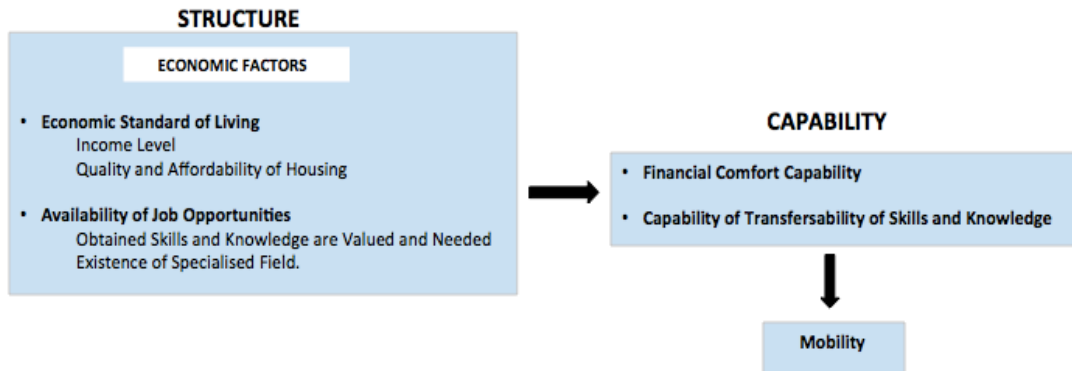 STRUCTURE
ECONOMIC FACTORS
• Economic Standard of Living
Income Level
Quality and Affordability of Housing
• Availability of Job Opportunities
Obtained Skills and Knowledge are Valued and Needed
Existence of Specialised Field.
CAPABILITY
• Financial Comfort Capability
• Capability of Transfersability of Skills and Knowledge
Mobility